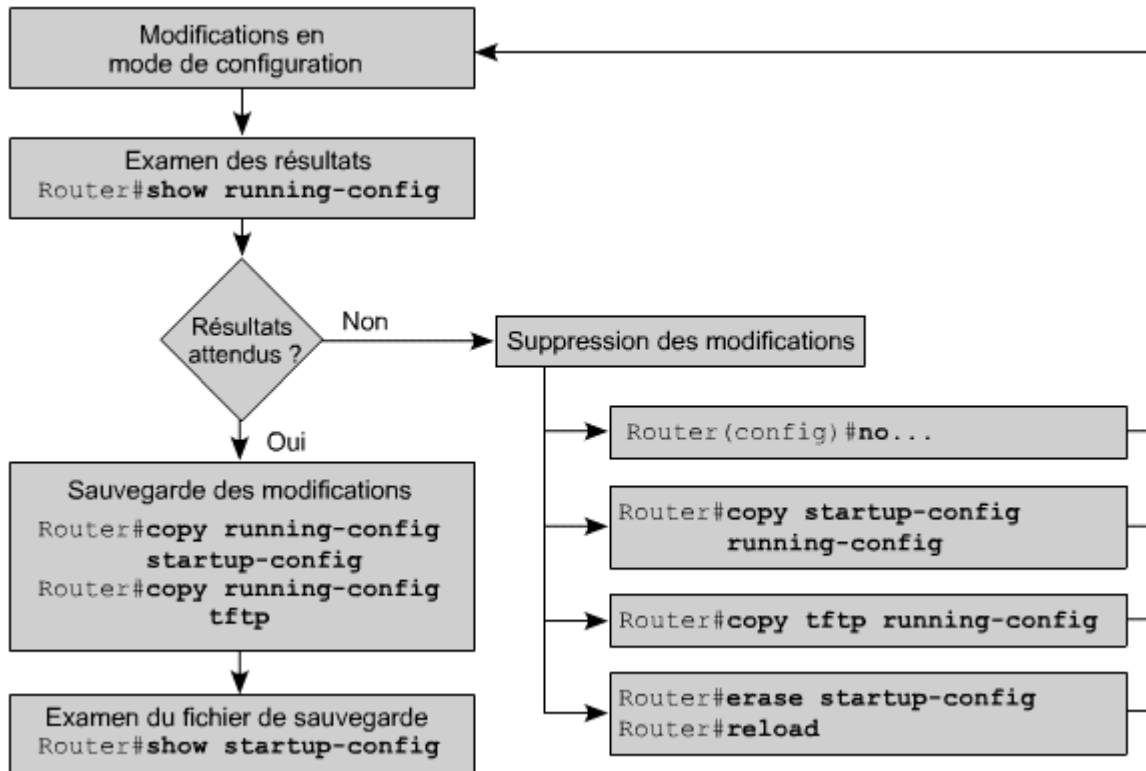 Modifications en
mode de configuration
Examen des résultats
Router#show running-config
Résultats
attendus ?
Non
Oui
Suppression des modifications
Router(config)#no...
Router#copy startup-config
running-config
Router#copy tftp running-config
Router#erase startup-config
Router#reload
Sauvegarde des modifications
Router#copy running-config
startup-config
Router#copy running-config
tftp
Examen du fichier de sauvegarde
Router#show startup-config